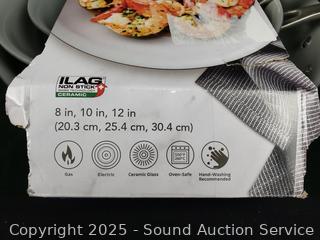 ILAG
NON STICK
CERAMIC
8 in, 10 in, 12 in
(20.3 cm, 25.4 cm, 30.4 cm)
Gas
Electric
Ceramic Glass
Oven-Safe
Hand-Washing
Recommended
Copyright 2025 - Sound Auction Service